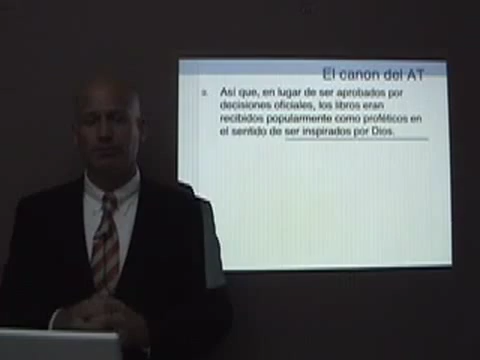 El canon del AT
Así que, en lugar de ser aprobados por
decisiones oficiales, los libros eran
recibidos popularmente como proféticos en
el sentido de ser inspirados por Dios.